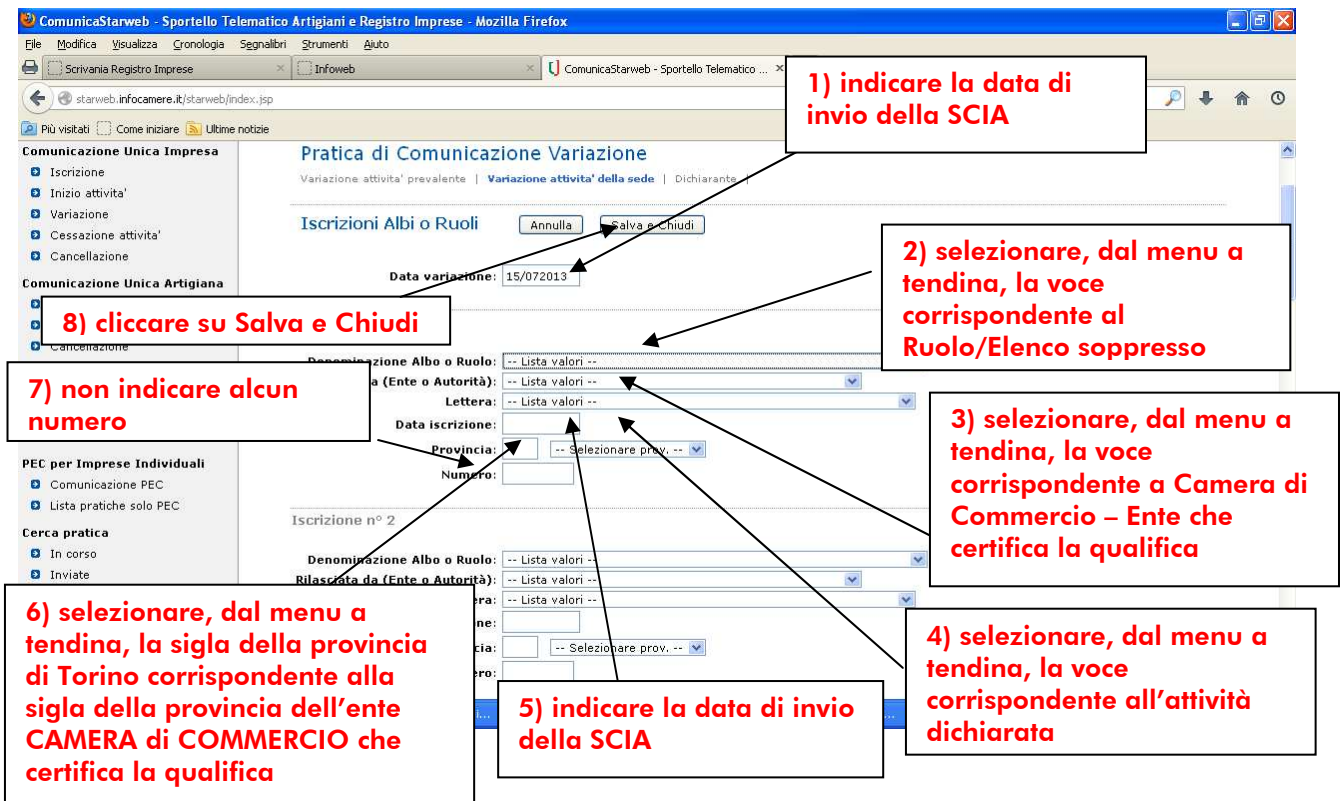 ComunicaStarweb - Sportello Telematico Artigiani e Registro Imprese - Mozilla Firefox
File Modifica Visualizza Cronologia Segnalibri Strumenti Aiuto
Scrivania Registro Imprese
Infoweb
ComunicaStarweb - Sportello Telematico ...
starweb.infocamere.it/starweb/index.jsp
Più visitati Come iniziare Ultime notizie
1) indicare la data di
invio della SCIA
Comunicazione Unica Impresa
Iscrizione
Inizio attivita'
Variazione
Cessazione attivita'
Cancellazione
Comunicazione Unica Artigiana
Cancellazione
PEC per Imprese Individuali
Comunicazione PEC
Lista pratiche solo PEC
Cerca pratica
In corso
Inviate
Pratica di Comunicazione Variazione
Variazione attivita' prevalente | Variazione attivita' della sede | Dichiarante |
Iscrizioni Albi o Ruoli Annulla Salva e Chiudi
Data variazione: 15/072013
2) selezionare, dal menu a
tendina, la voce
corrispondente al
Ruolo/Elenco soppresso
8) cliccare su Salva e Chiudi
Denominazione Albo o Ruolo: -- Lista valori --
(Ente o Autorità): -- Lista valori --
Lettera: -- Lista valori --
Data iscrizione:
Provincia: -- Selezionare prov. --
Numero:
7) non indicare alcun
numero
3) selezionare, dal menu a
tendina, la voce
corrispondente a Camera di
Commercio – Ente che
certifica la qualifica
Iscrizione n° 2
Denominazione Albo o Ruolo: -- Lista valori --
Rilasciata da (Ente o Autorità): -- Lista valori --
era: -- Lista valori --
one:
cia: -- Selezionare prov. --
ero:
6) selezionare, dal menu a
tendina, la sigla della provincia
di Torino corrispondente alla
sigla della provincia dell'ente
CAMERA di COMMERCIO che
certifica la qualifica
5) indicare la data di invio
della SCIA
4) selezionare, dal menu a
tendina, la voce
corrispondente all'attività
dichiarata